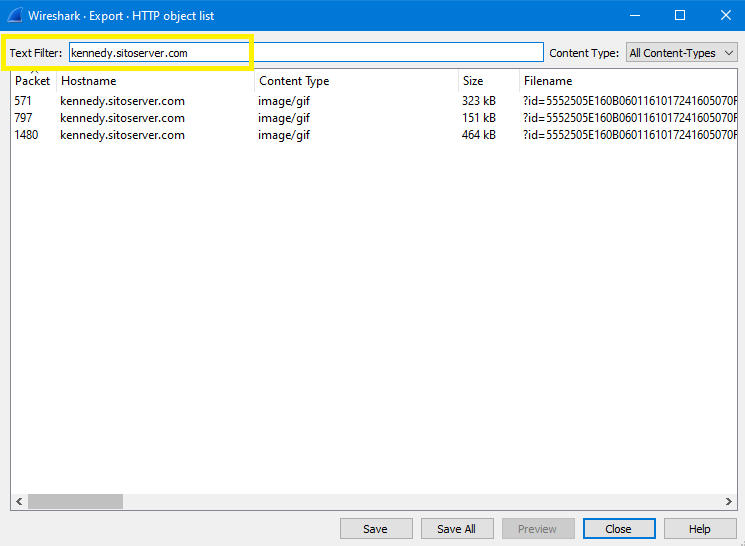 Wireshark · Export · HTTP object list
Text Filter: kennedy.sitoserver.com Content Type: All Content-Types
Packet Hostname Content Type Size Filename
571 kennedy.sitoserver.com image/gif 323 kB ?id=5552505E160B0601161017241605070F
797 kennedy.sitoserver.com image/gif 151 kB ?id=5552505E160B0601161017241605070F
1480 kennedy.sitoserver.com image/gif 464 kB ?id=5552505E160B0601161017241605070F
Save Save All Preview Close Help